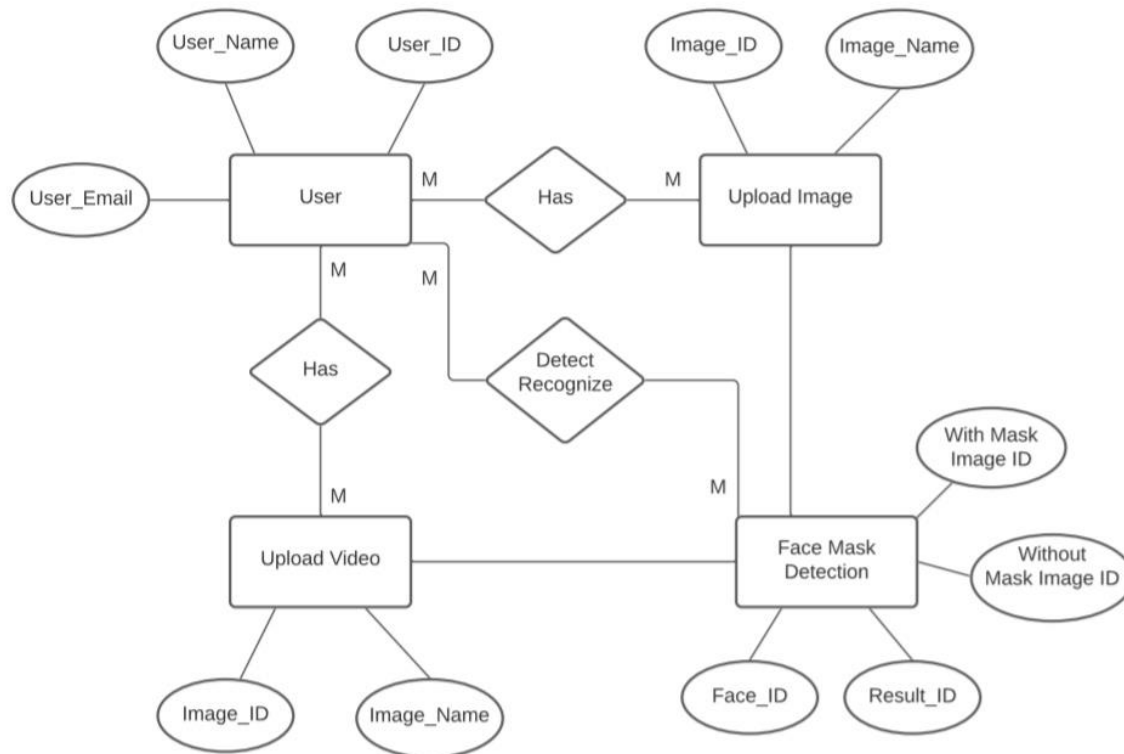 User_Name
User_ID
Image_ID
Image_Name
User_Email
User
M
Has
M
Upload Image
M
M
Has
Detect
Recognize
M
M
With Mask
Image ID
Upload Video
Face Mask
Detection
Without
Mask Image ID
Image_ID
Image_Name
Face_ID
Result_ID